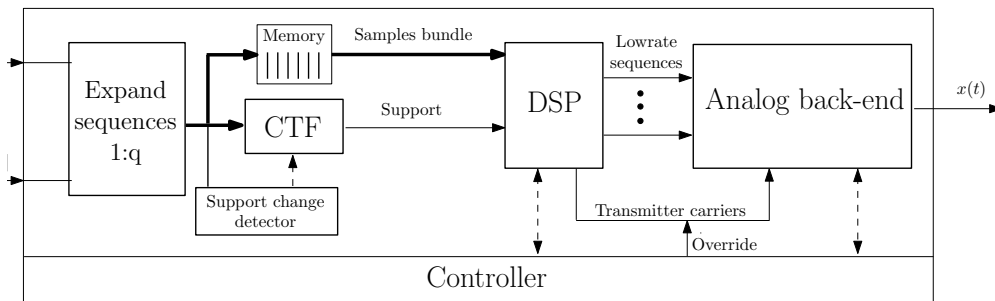 Memory
Samples bundle
Lowrate
sequences
Expand
sequences
1:q
CTF
Support
DSP
Analog back-end
x(t)
Support change
detector
Transmitter carriers
Override
Controller